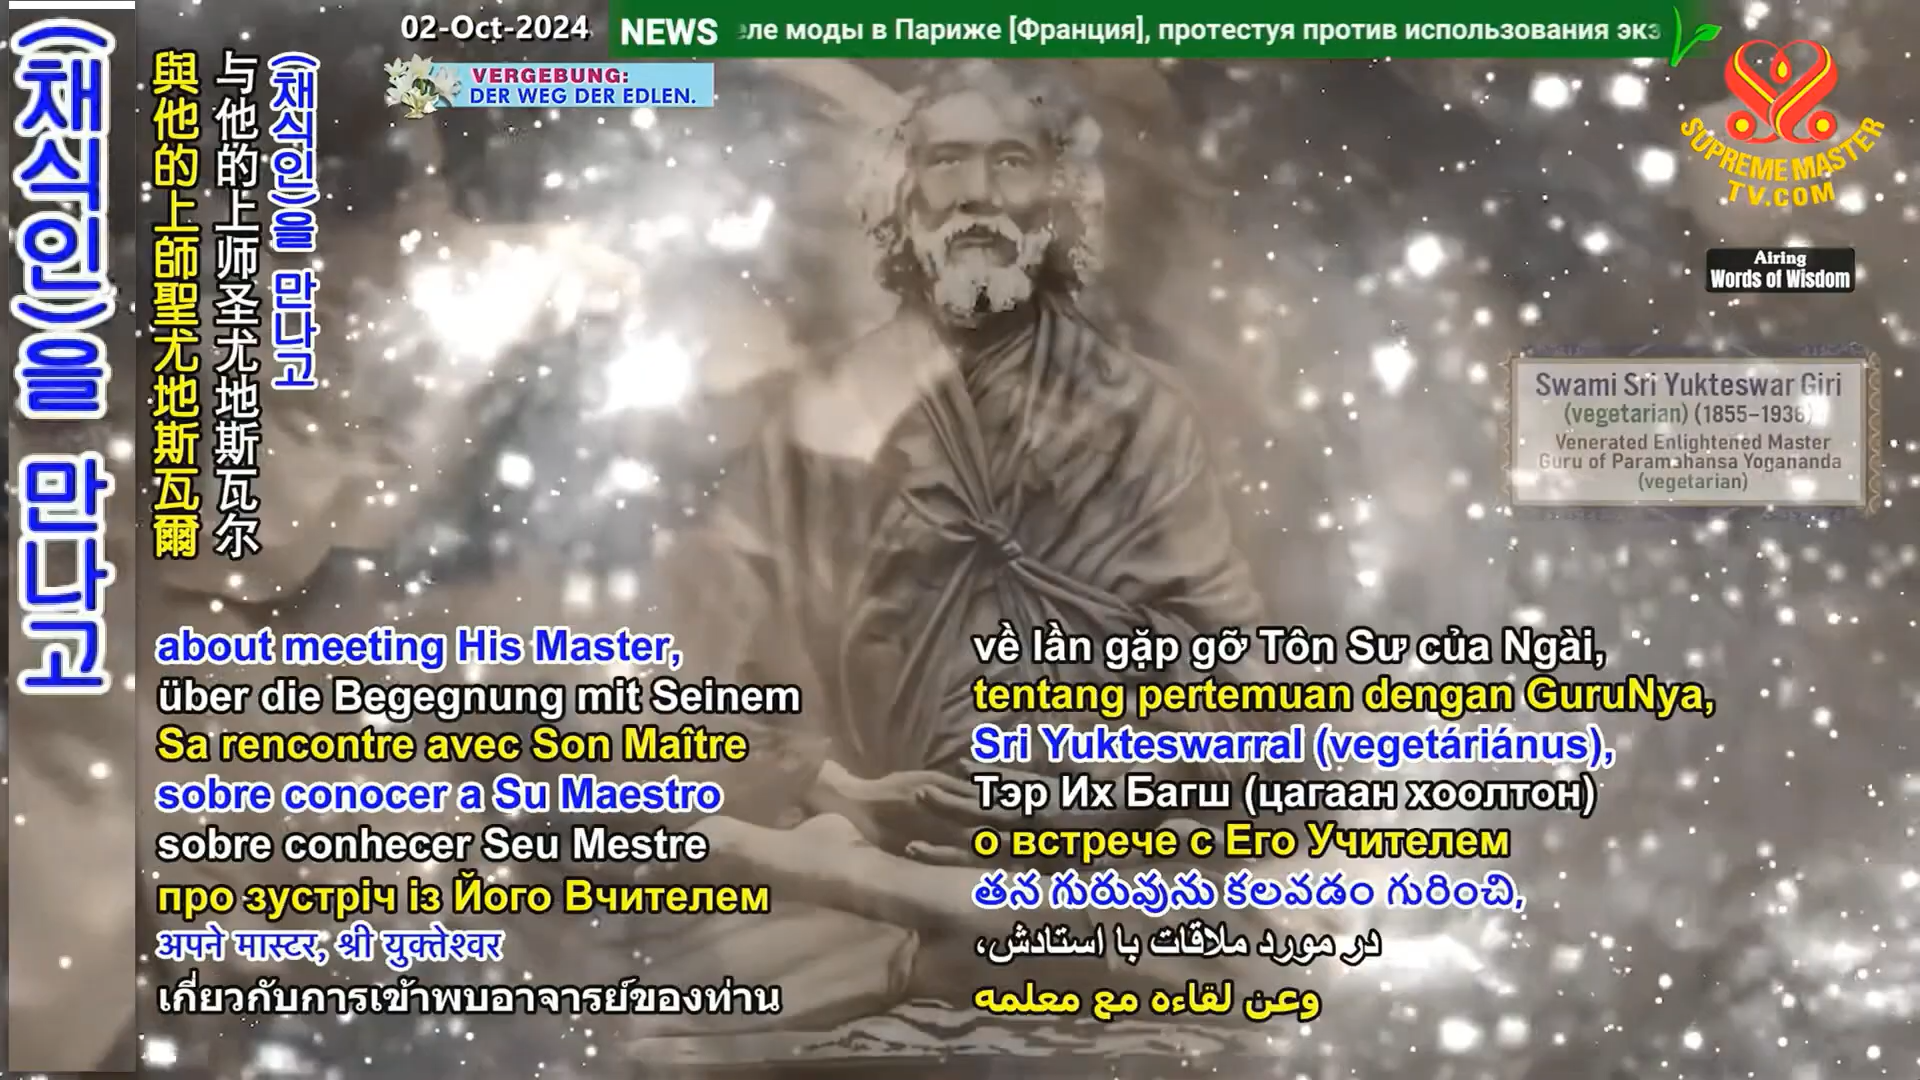 02-Oct-2024
NEWS
еле моды в Париже [Франция], протестуя против использования экз
VERGEBUNG:
DER WEG DER EDLEN.
SUPREME MASTER
TV.COM
Airing
Words of Wisdom
Swami Sri Yukteswar Giri
(vegetarian) (1855–1936)
Venerated Enlightened Master
Guru of Paramahansa Yogananda
(vegetarian)
(채식인)을 만나고
與他的上師聖尤地斯瓦爾
与他的上师圣尤地斯瓦尔
(채식인)을 만나고
about meeting His Master,
über die Begegnung mit Seinem
Sa rencontre avec Son Maître
sobre conocer a Su Maestro
sobre conhecer Seu Mestre
про зустріч із Його Вчителем
अपने मास्टर, श्री युक्तेश्वर
เกี่ยวกับการเข้าพบอาจารย์ของท่าน
về lần gặp gỡ Tôn Sư của Ngài,
tentang pertemuan dengan GuruNya,
Sri Yukteswarral (vegetáriánus),
Тэр Их Багш (цагаан хоолтон)
о встрече с Его Учителем
తన గురువును కలవడం గురించి,
در مورد ملاقات با استادش،
وعن لقاءه مع معلمه